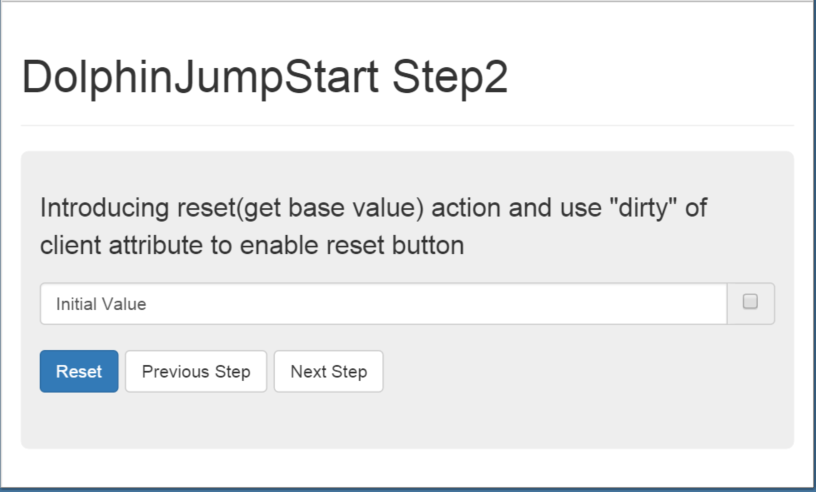 DolphinJumpStart Step2
Introducing reset(get base value) action and use "dirty" of
client attribute to enable reset button
Initial Value
Reset Previous Step Next Step